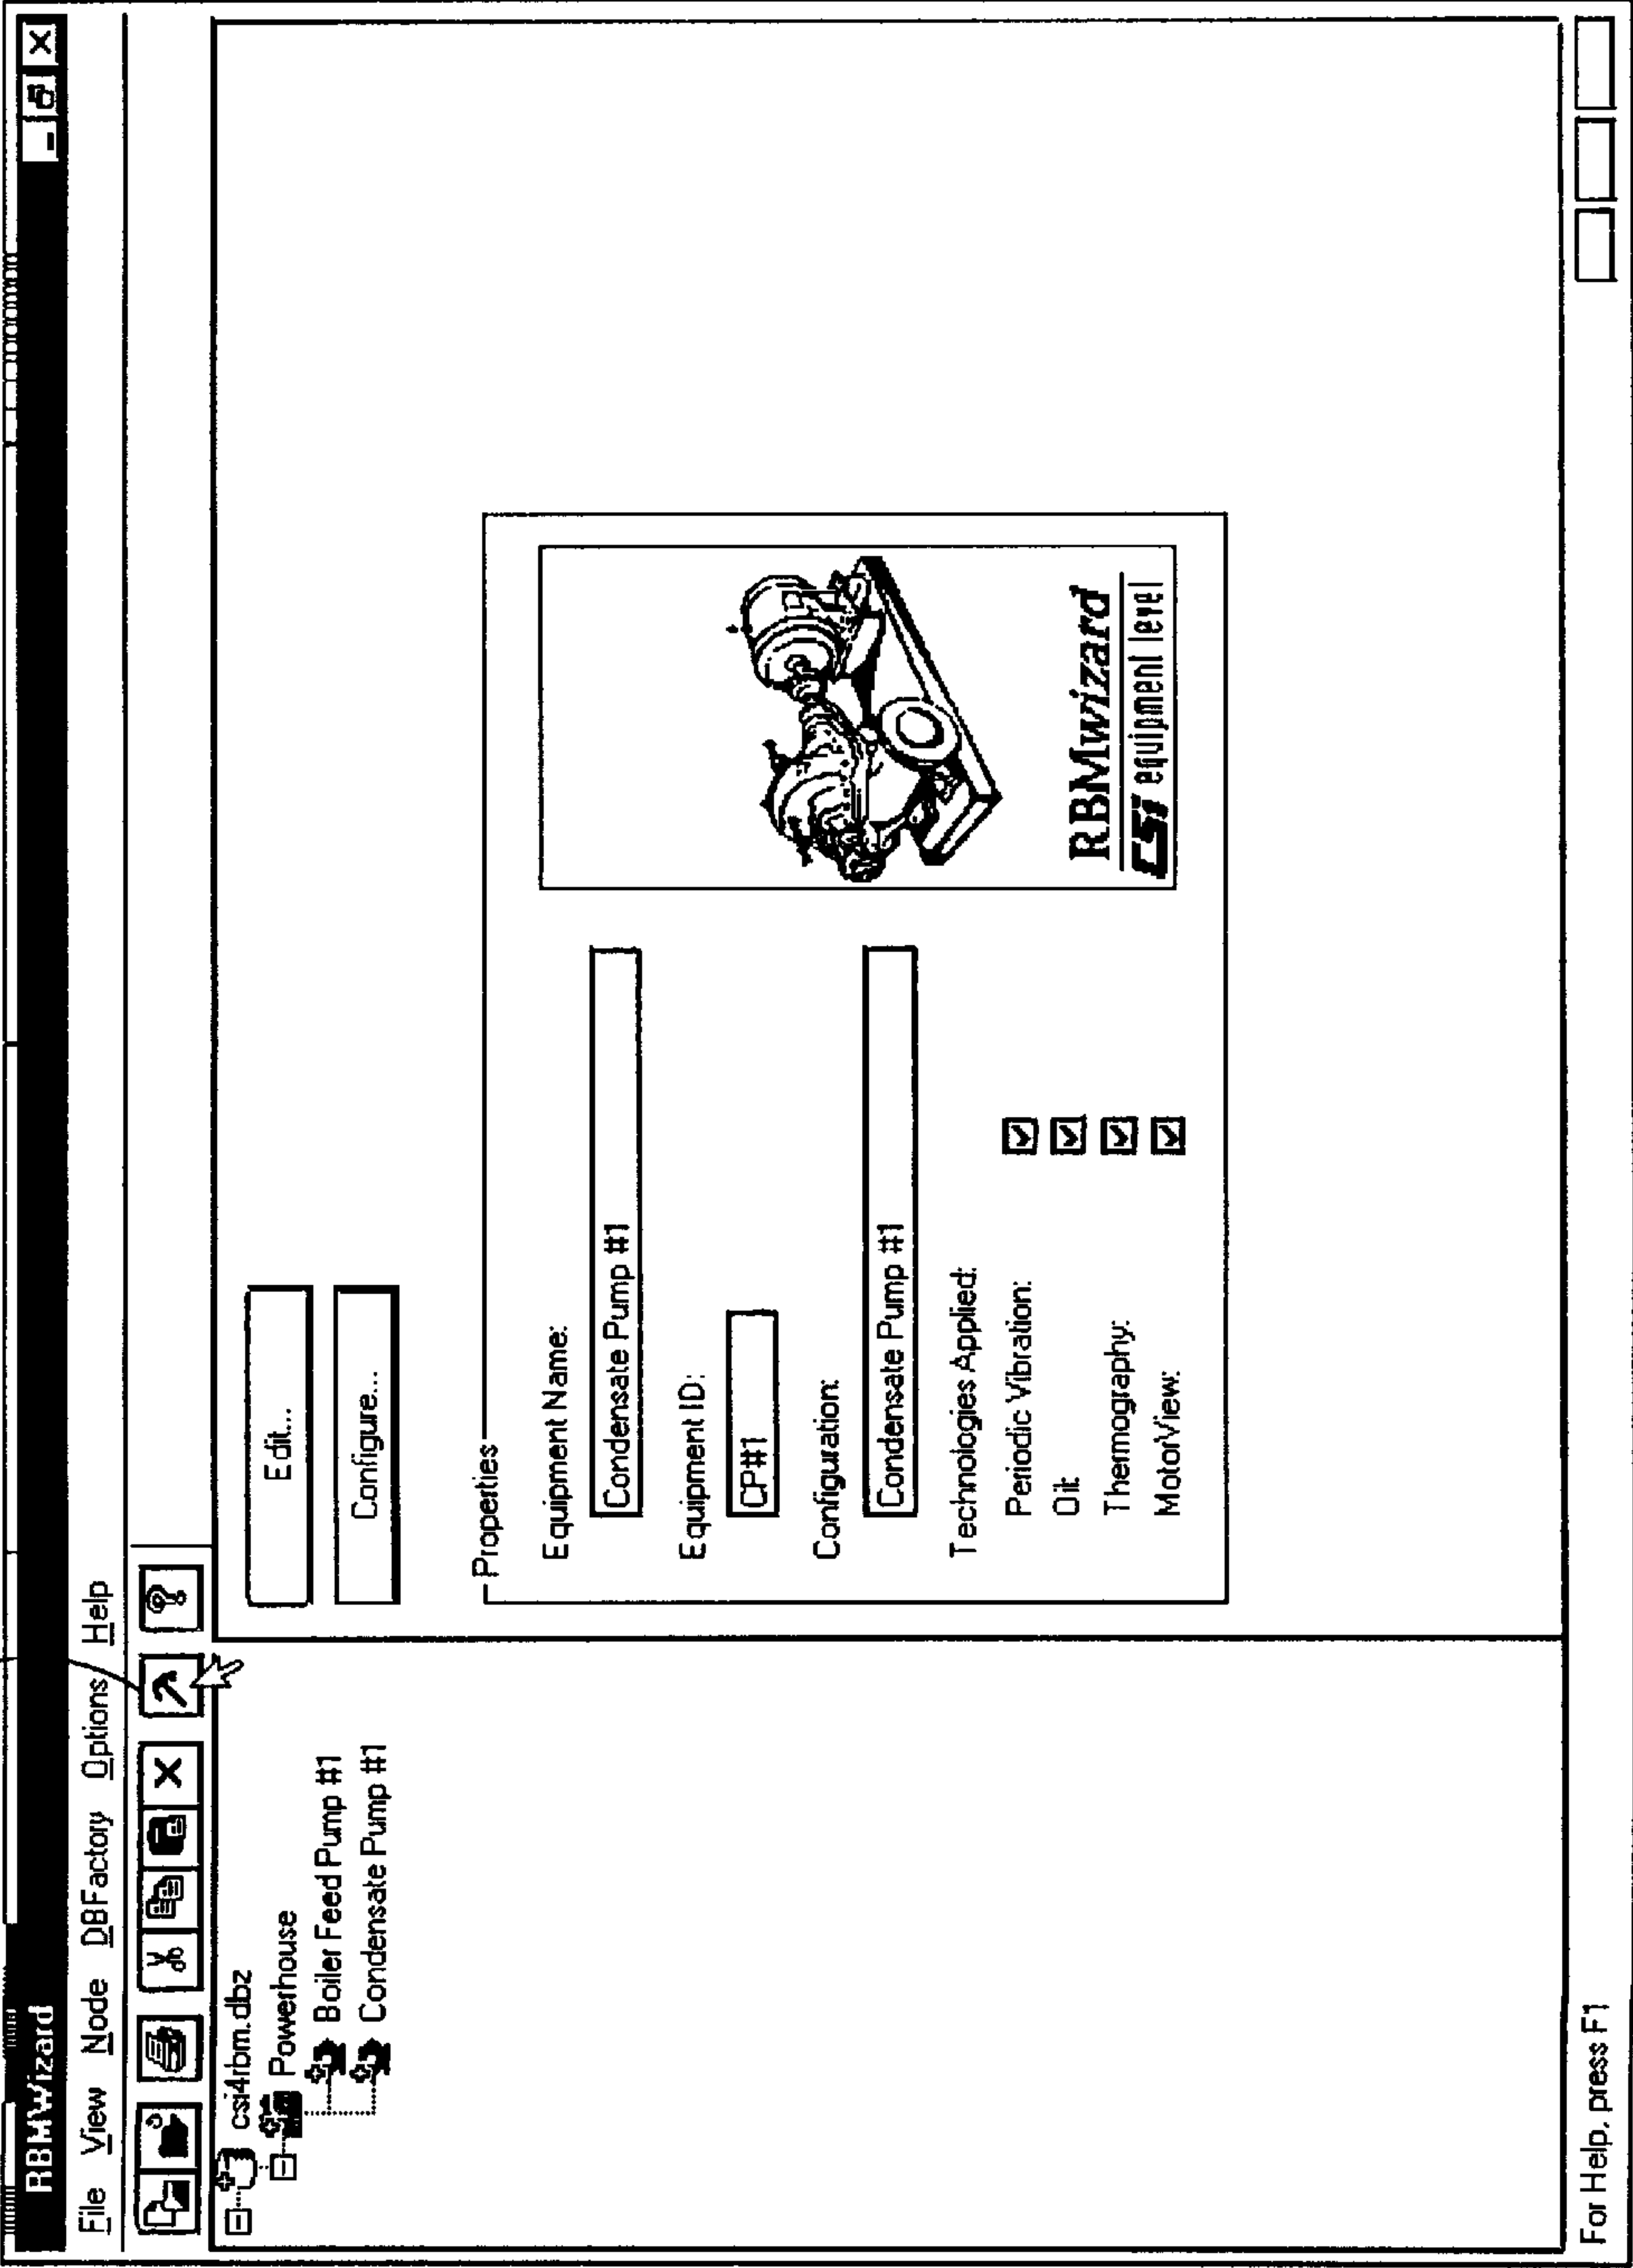 RBMWizard
File View Node DBFactory Options Help
csi4rbm.dbz
Powerhouse
Boiler Feed Pump #1
Condensate Pump #1
Edit...
Configure...
Properties
Equipment Name:
Condensate Pump #1
Equipment ID:
CP#1
Configuration:
Condensate Pump #1
Technologies Applied:
Periodic Vibration:
Oil:
Thermography:
MotorView:
RBMwizard
CSi equipment level
For Help, press F1